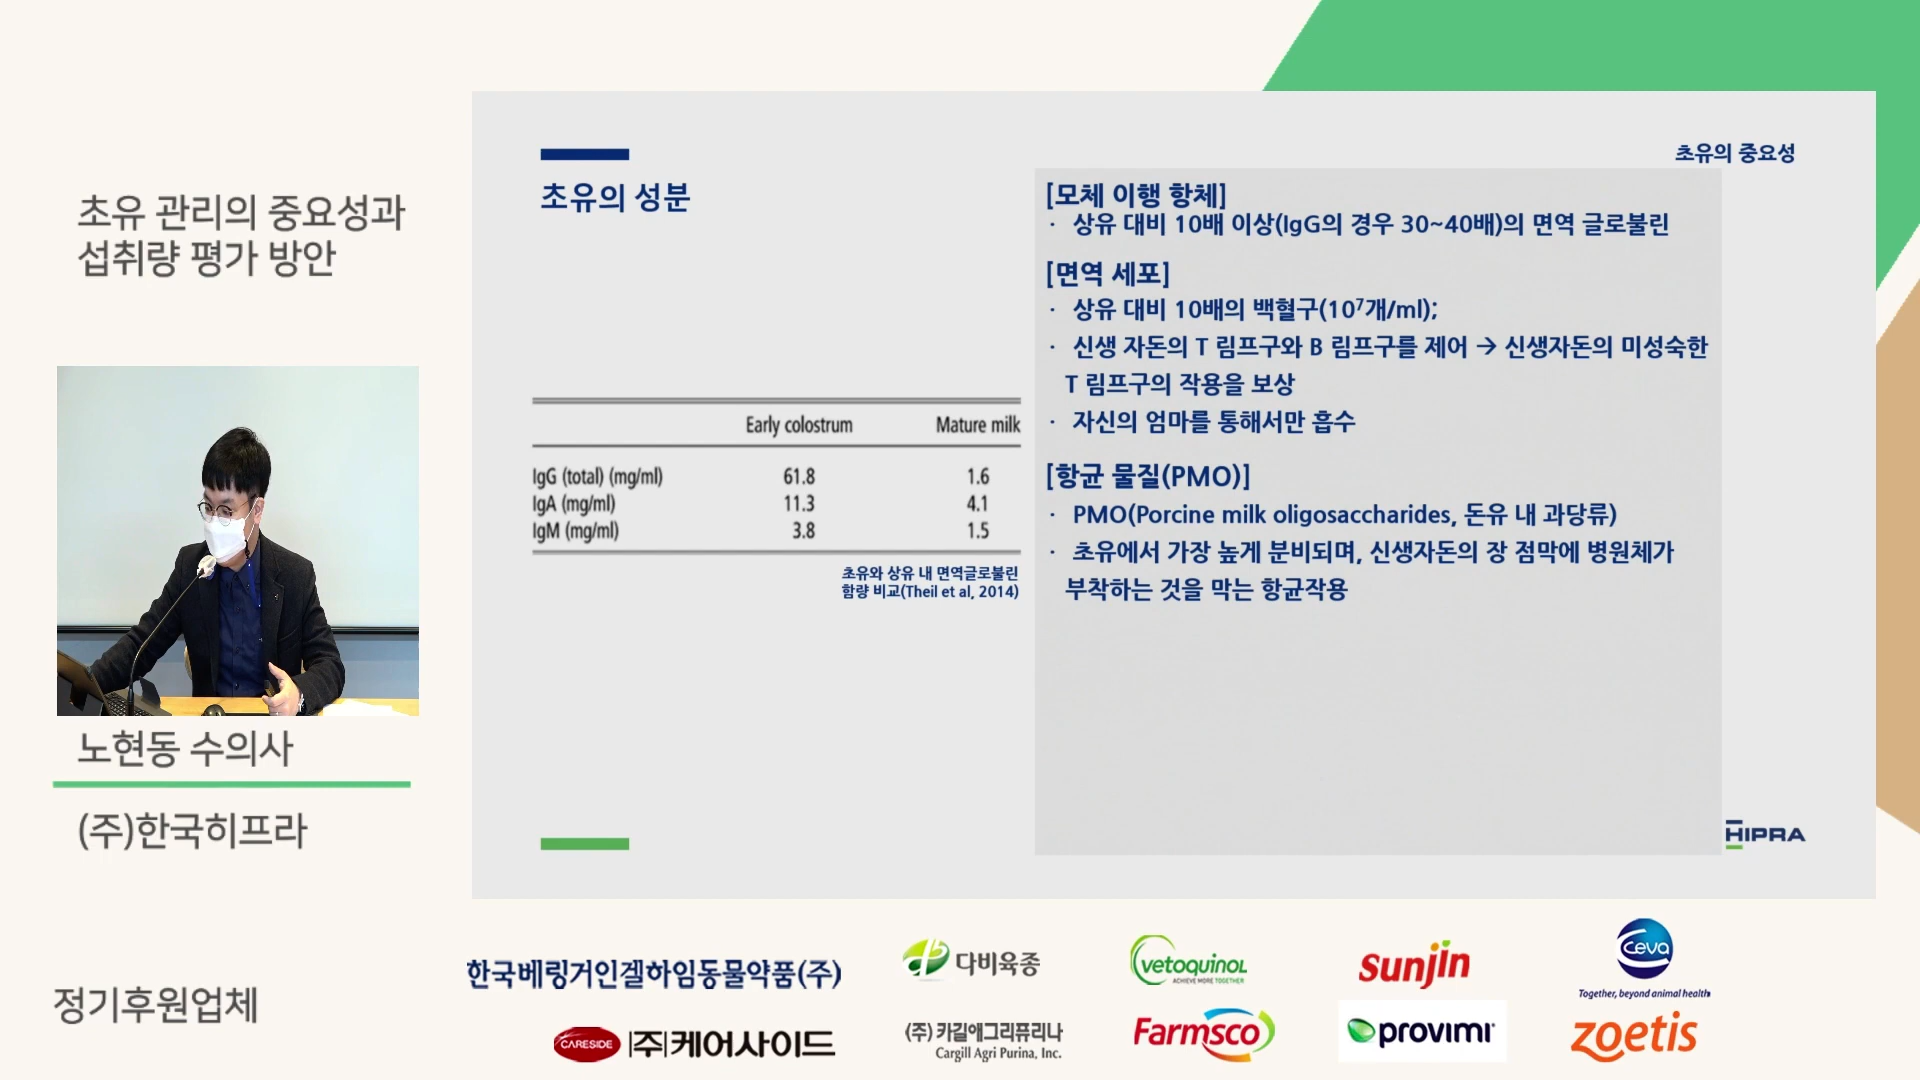 초유 관리의 중요성과
섭취량 평가 방안
노현동 수의사
(주)한국히프라
초유의 중요성
초유의 성분
Early colostrum Mature milk
IgG (total) (mg/ml) 61.8 1.6
IgA (mg/ml) 11.3 4.1
IgM (mg/ml) 3.8 1.5
초유와 상유 내 면역글로불린
함량 비교(Theil et al, 2014)
[모체 이행 항체]
· 상유 대비 10배 이상(IgG의 경우 30~40배)의 면역 글로불린
[면역 세포]
· 상유 대비 10배의 백혈구(10⁷개/ml);
· 신생 자돈의 T 림프구와 B 림프구를 제어 → 신생자돈의 미성숙한
T 림프구의 작용을 보상
· 자신의 엄마를 통해서만 흡수
[항균 물질(PMO)]
· PMO(Porcine milk oligosaccharides, 돈유 내 과당류)
· 초유에서 가장 높게 분비되며, 신생자돈의 장 점막에 병원체가
부착하는 것을 막는 항균작용
HIPRA
정기후원업체
한국베링거인겔하임동물약품(주)
다비육종
vetoquinol
ACHIEVE MORE TOGETHER
sunjin
ceva
Together, beyond animal health
CARESIDE (주)케어사이드
(주) 카길애그리퓨리나
Cargill Agri Purina, Inc.
Farmsco
provimi
zoetis